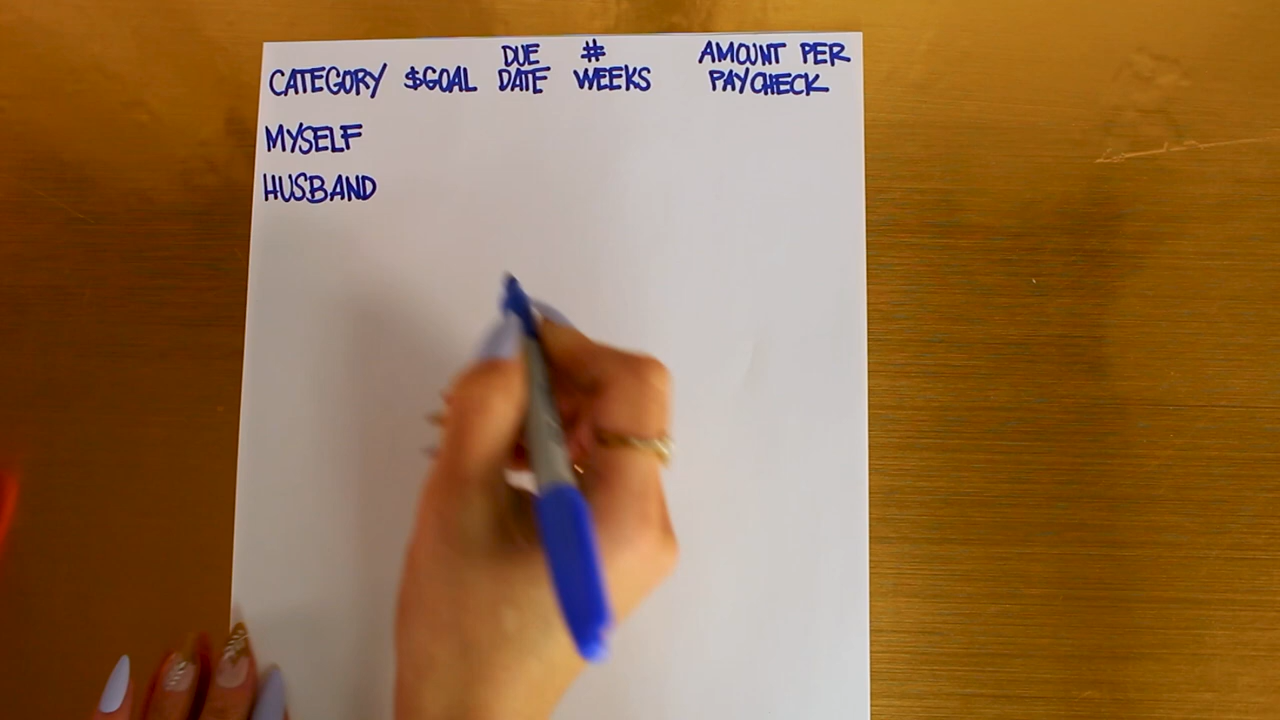 CATEGORY $GOAL DUE DATE # WEEKS AMOUNT PER PAYCHECK
MYSELF
HUSBAND